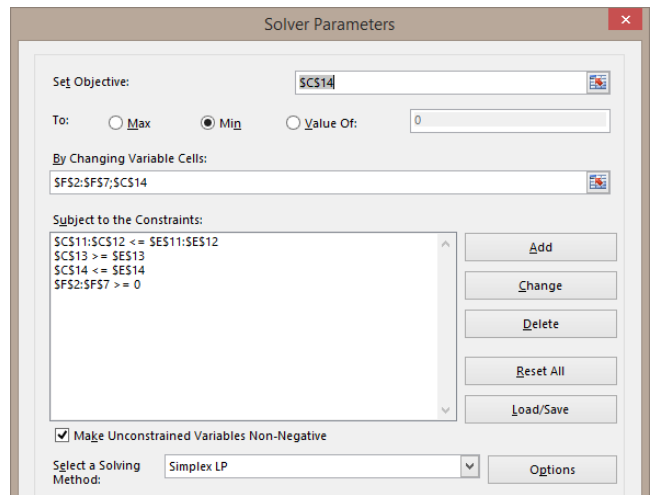 Solver Parameters
Set Objective:
$C$14
To:
Max
Min
Value Of:
0
By Changing Variable Cells:
$F$2:$F$7;$C$14
Subject to the Constraints:
$C$11:$C$12 <= $E$11:$E$12
$C$13 >= $E$13
$C$14 <= $E$14
$F$2:$F$7 >= 0
Add
Change
Delete
Reset All
Load/Save
Make Unconstrained Variables Non-Negative
Select a Solving
Method:
Simplex LP
Options